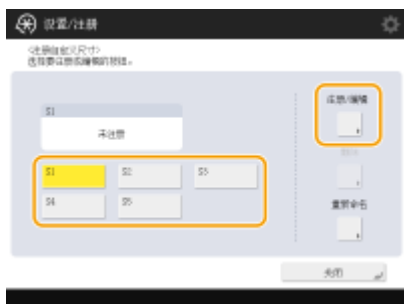 设置/注册
<注册自定义尺寸>
选择要注册或编辑的按钮。
S1
未注册
S1
S2
S3
S4
S5
注册/编辑
删除
重新命名
关闭